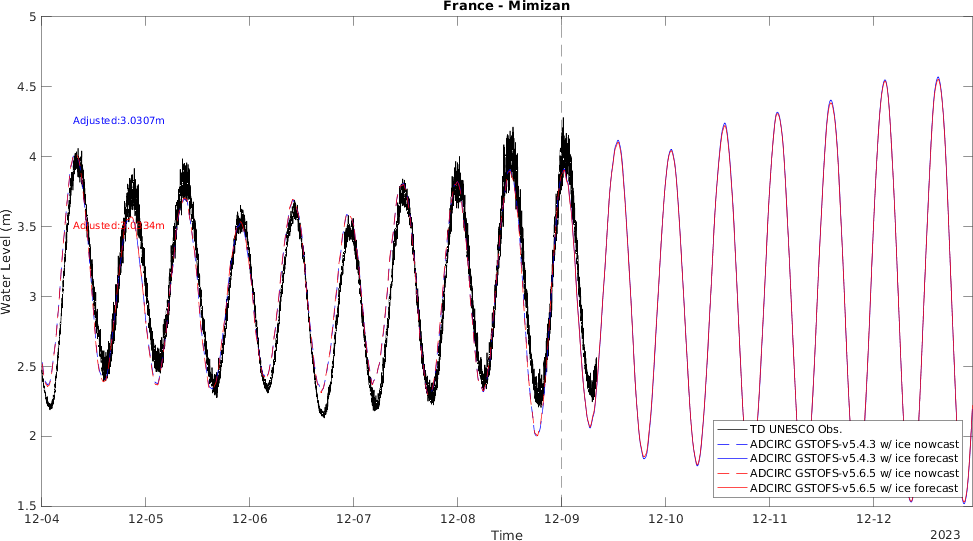 France - Mimizan
5
4.5
4
3.5
3
2.5
2
1.5
Water Level (m)
Adjusted:3.0307m
TD UNESCO Obs.
ADCIRC GSTOFS-v5.4.3 w/ ice nowcast
ADCIRC GSTOFS-v5.4.3 w/ ice forecast
ADCIRC GSTOFS-v5.6.5 w/ ice nowcast
ADCIRC GSTOFS-v5.6.5 w/ ice forecast
12-04 12-05 12-06 12-07 12-08 12-09 12-10 12-11 12-12
Time
2023